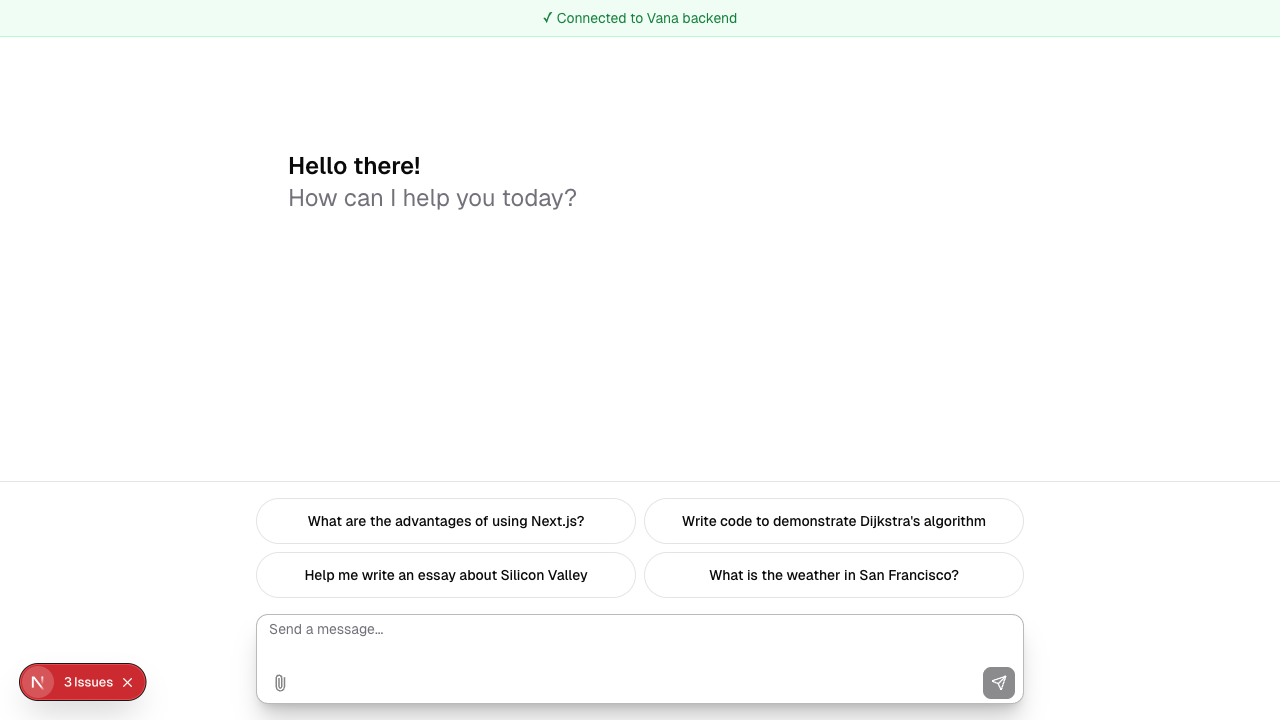 ✓ Connected to Vana backend
Hello there!
How can I help you today?
What are the advantages of using Next.js?
Write code to demonstrate Dijkstra's algorithm
Help me write an essay about Silicon Valley
What is the weather in San Francisco?
Send a message...
N 3 Issues